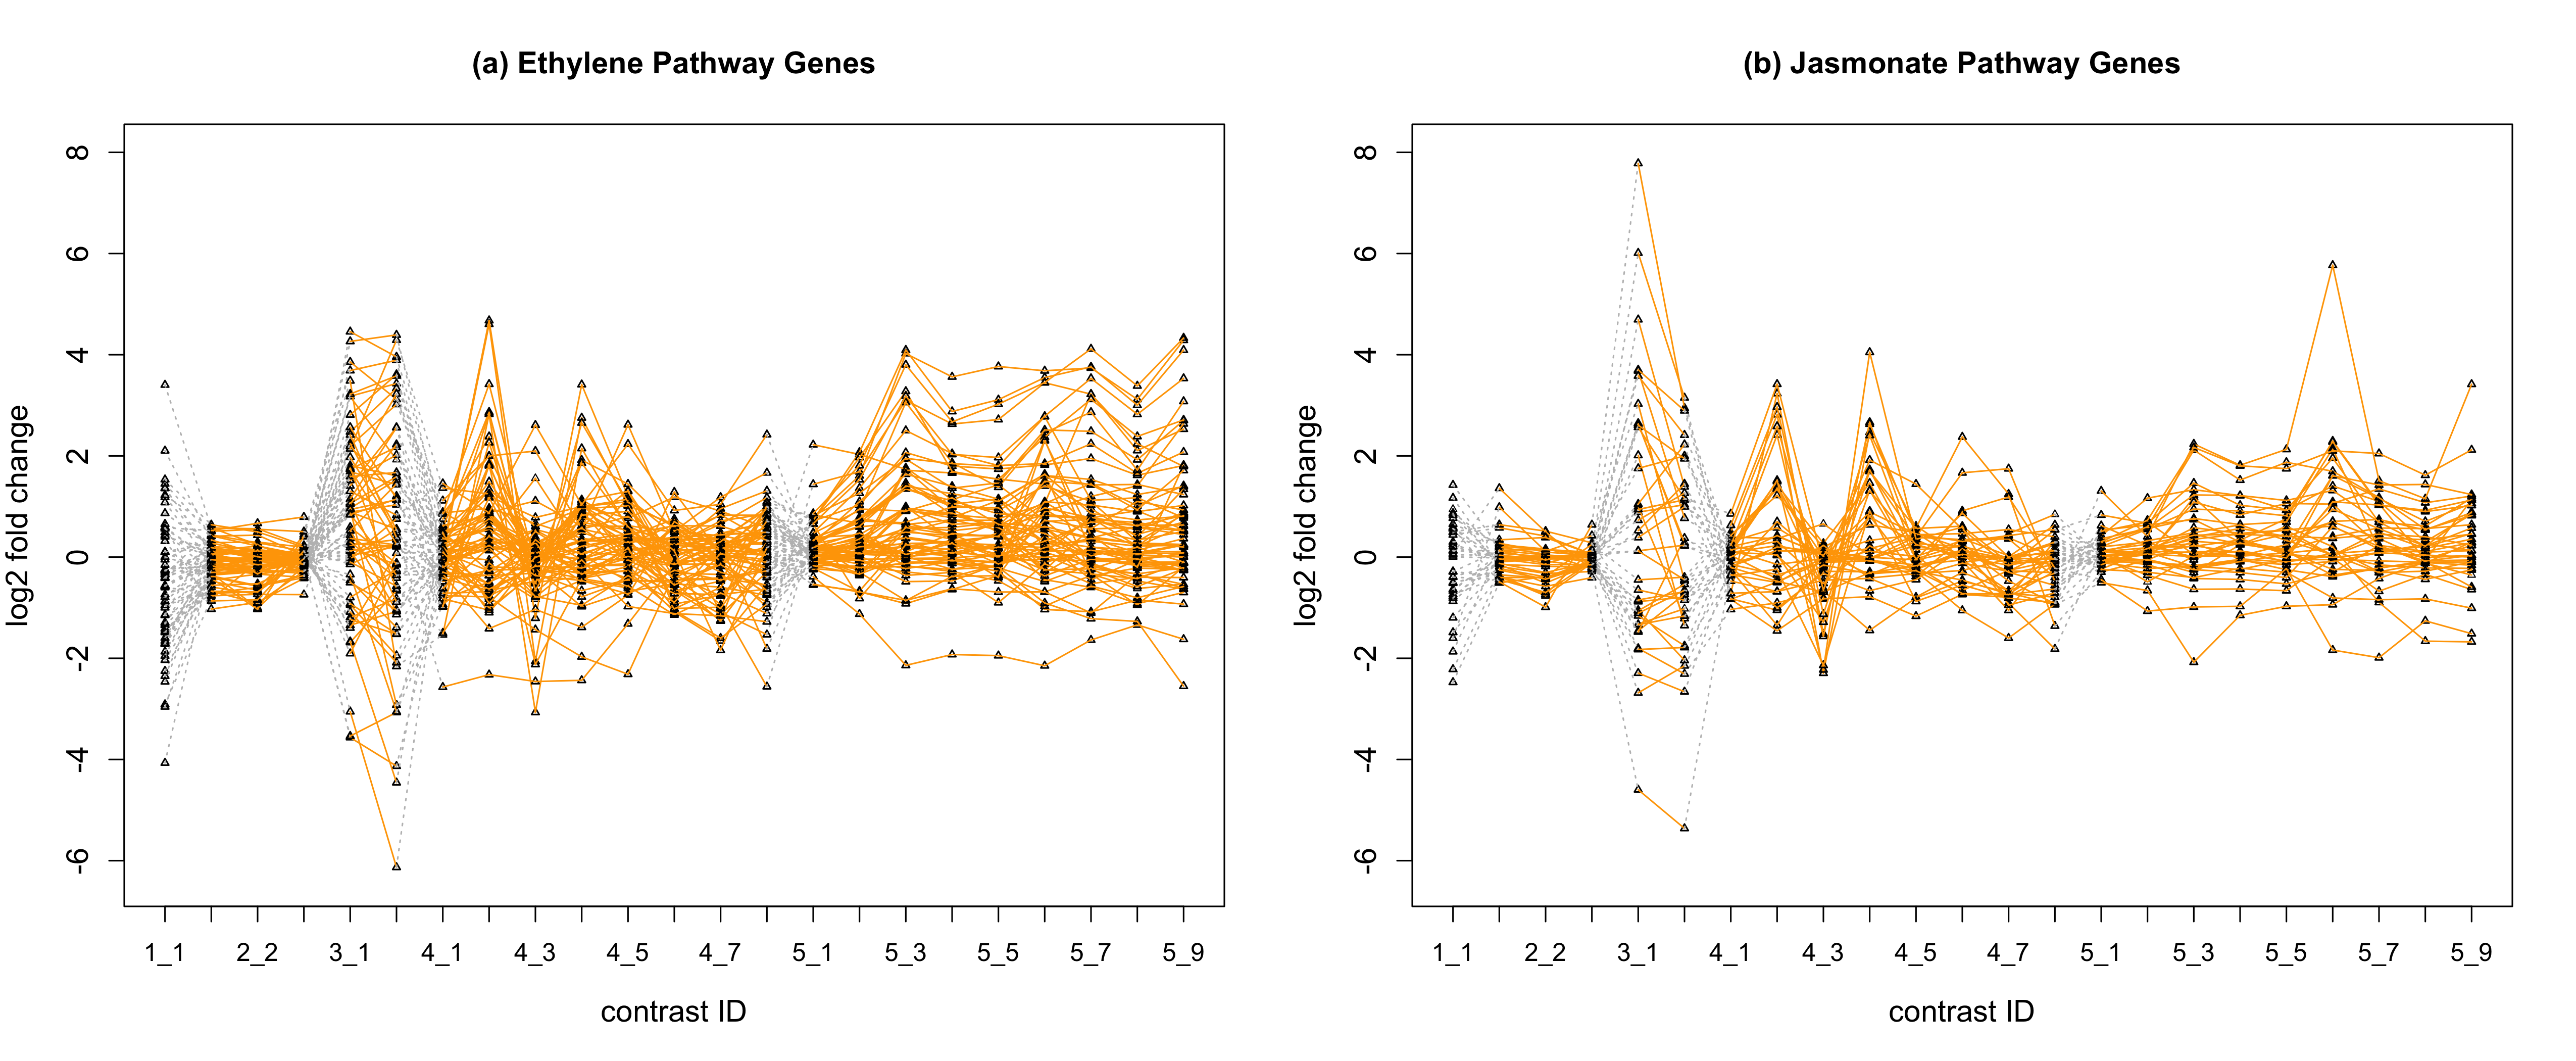 (a) Ethylene Pathway Genes
log2 fold change
8
6
4
2
0
-2
-4
-6
1_1 2_2 3_1 4_1 4_3 4_5 4_7 5_1 5_3 5_5 5_7 5_9
contrast ID
(b) Jasmonate Pathway Genes
log2 fold change
8
6
4
2
0
-2
-4
-6
1_1 2_2 3_1 4_1 4_3 4_5 4_7 5_1 5_3 5_5 5_7 5_9
contrast ID